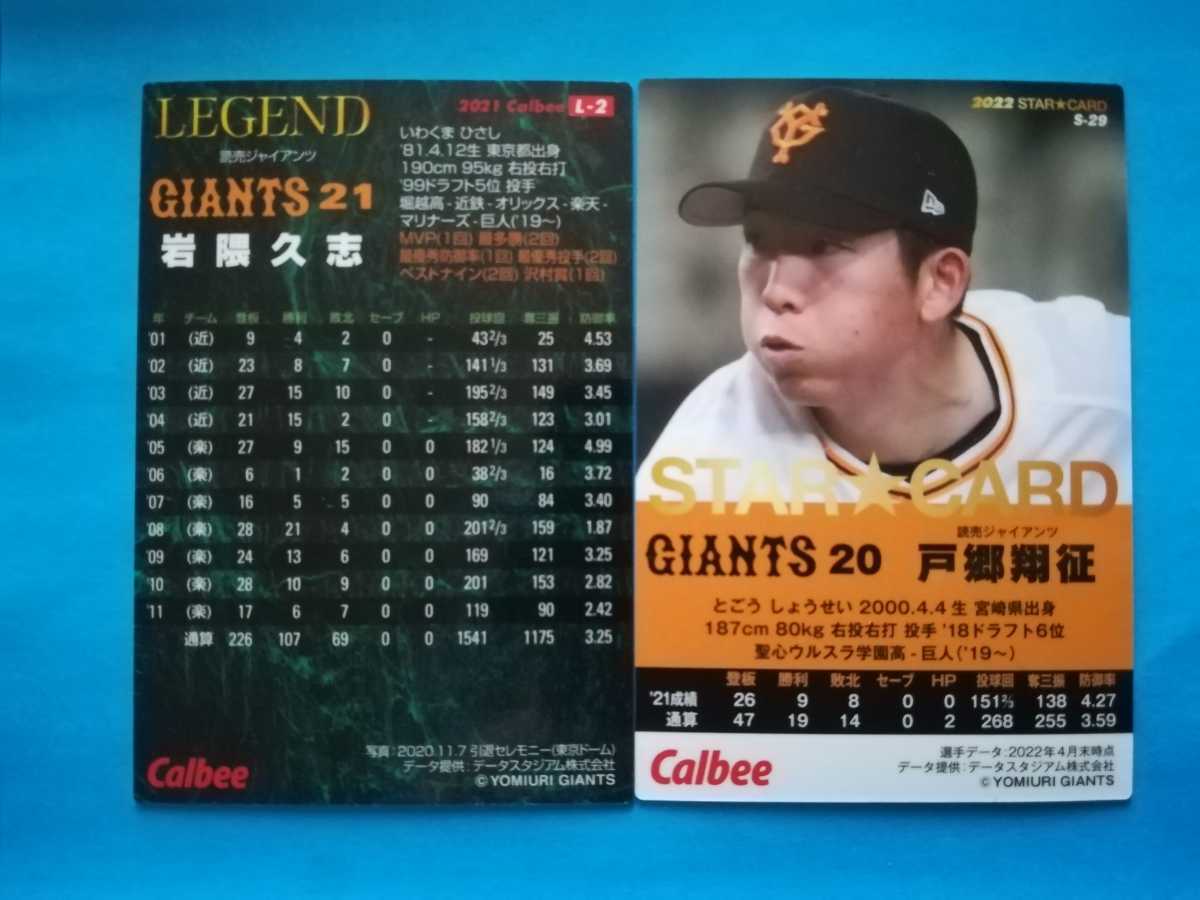 LEGEND
2021 Calbee L-2
読売ジャイアンツ
GIANTS 21
岩隈久志
いわくま ひさし
'81.4.12生 東京都出身
190cm 95kg 右投右打
'99ドラフト5位 投手
堀越高-近鉄-オリックス-楽天-
マリナーズ-巨人('19〜)
MVP(1回) 最多勝(2回)
最優秀防御率(1回) 最優秀投手(2回)
ベストナイン(2回) 沢村賞(1回)
年 チーム 登板 勝利 敗北 セーブ HP 投球回 奪三振 防御率
'01 (近) 9 4 2 0 - 43 2/3 25 4.53
'02 (近) 23 8 7 0 - 141 1/3 131 3.69
'03 (近) 27 15 10 0 - 195 2/3 149 3.45
'04 (近) 21 15 2 0 - 158 2/3 123 3.01
'05 (楽) 27 9 15 0 0 182 1/3 124 4.99
'06 (楽) 6 1 2 0 0 38 2/3 16 3.72
'07 (楽) 16 5 5 0 0 90 84 3.40
'08 (楽) 28 21 4 0 0 201 2/3 159 1.87
'09 (楽) 24 13 6 0 0 169 121 3.25
'10 (楽) 28 10 9 0 0 201 153 2.82
'11 (楽) 17 6 7 0 0 119 90 2.42
通算 226 107 69 0 0 1541 1175 3.25
Calbee
写真:2020.11.7 引退セレモニー(東京ドーム)
データ提供:データスタジアム株式会社
©YOMIURI GIANTS
2022 STAR★CARD
S-29
STAR★CARD
読売ジャイアンツ
GIANTS 20 戸郷翔征
とごう しょうせい 2000.4.4生 宮崎県出身
187cm 80kg 右投右打 投手 '18ドラフト6位
聖心ウルスラ学園高-巨人('19〜)
登板 勝利 敗北 セーブ HP 投球回 奪三振 防御率
'21成績 26 9 8 0 0 151 2/3 138 4.27
通算 47 19 14 0 2 268 255 3.59
Calbee
選手データ:2022年4月末時点
データ提供:データスタジアム株式会社
©YOMIURI GIANTS